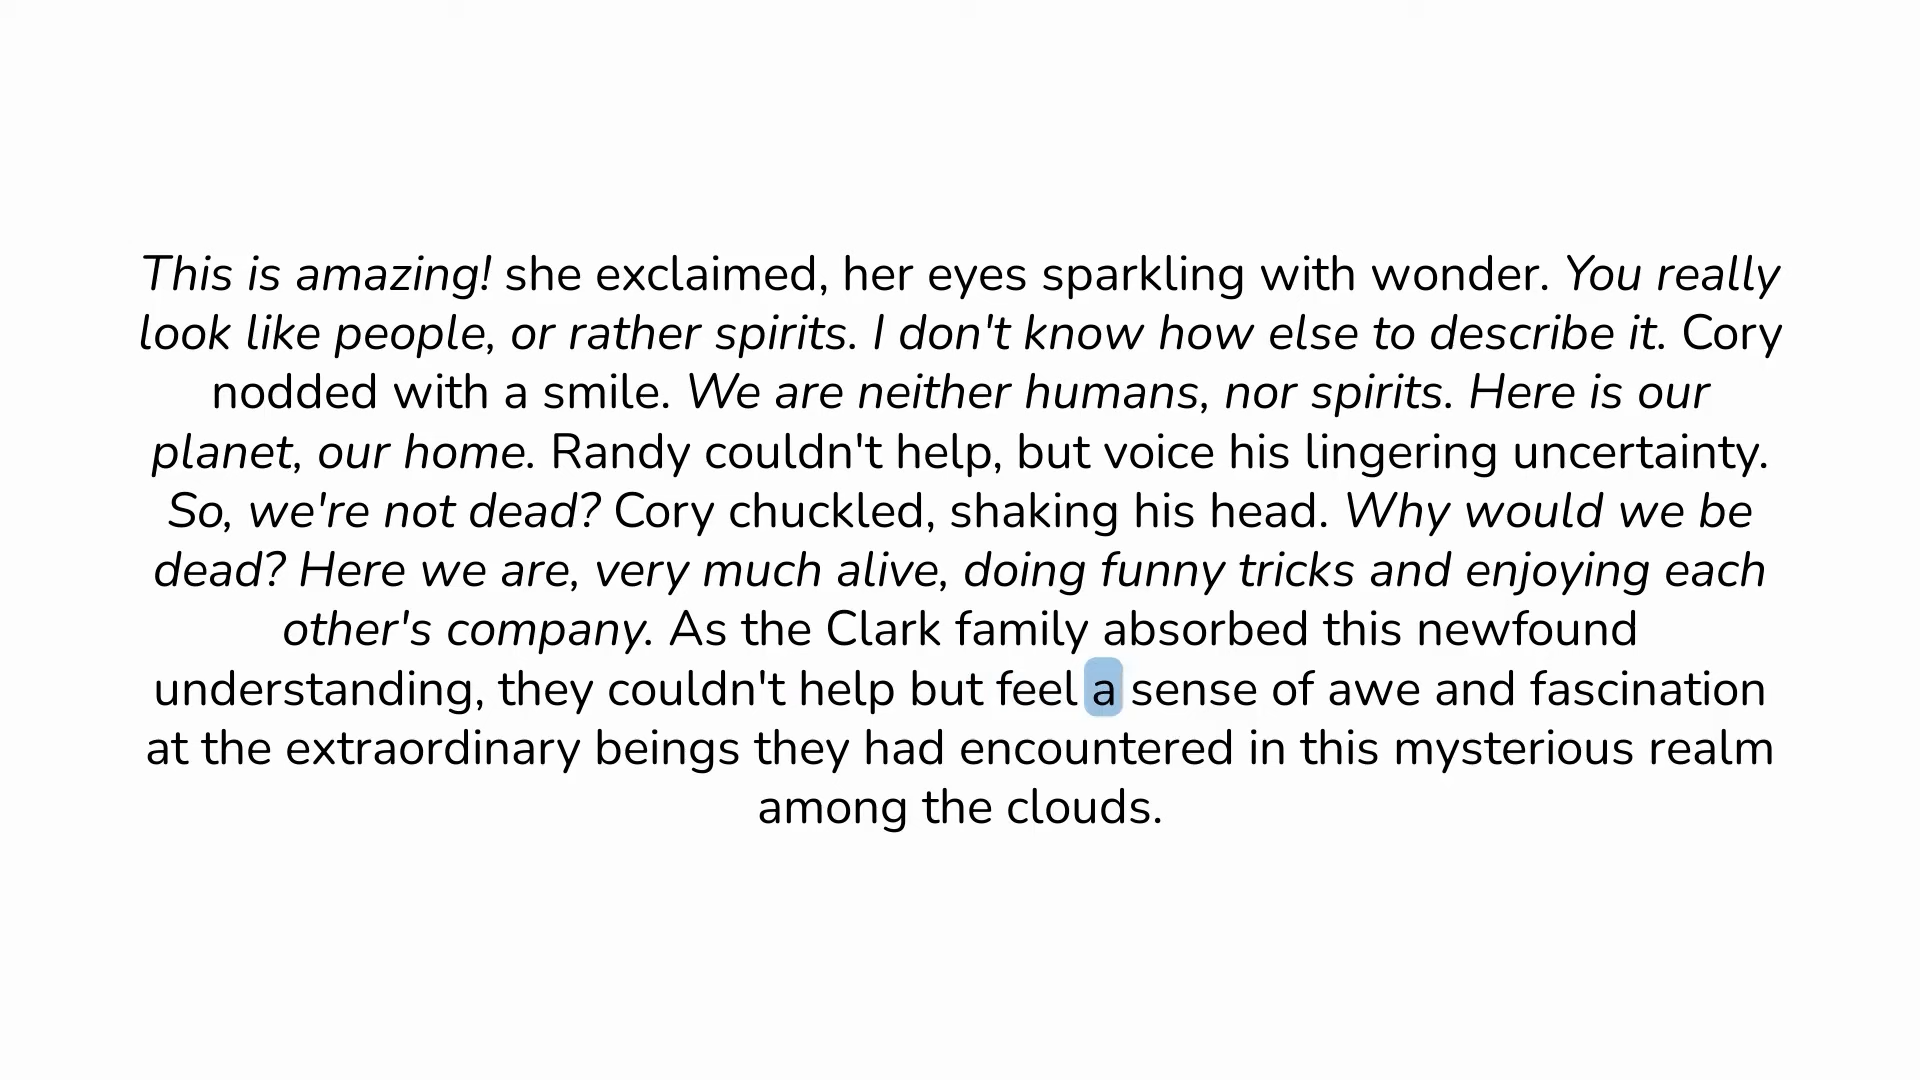 This is amazing! she exclaimed, her eyes sparkling with wonder. You really
look like people, or rather spirits. I don't know how else to describe it. Cory
nodded with a smile. We are neither humans, nor spirits. Here is our
planet, our home. Randy couldn't help, but voice his lingering uncertainty.
So, we're not dead? Cory chuckled, shaking his head. Why would we be
dead? Here we are, very much alive, doing funny tricks and enjoying each
other's company. As the Clark family absorbed this newfound
understanding, they couldn't help but feel a sense of awe and fascination
at the extraordinary beings they had encountered in this mysterious realm
among the clouds.